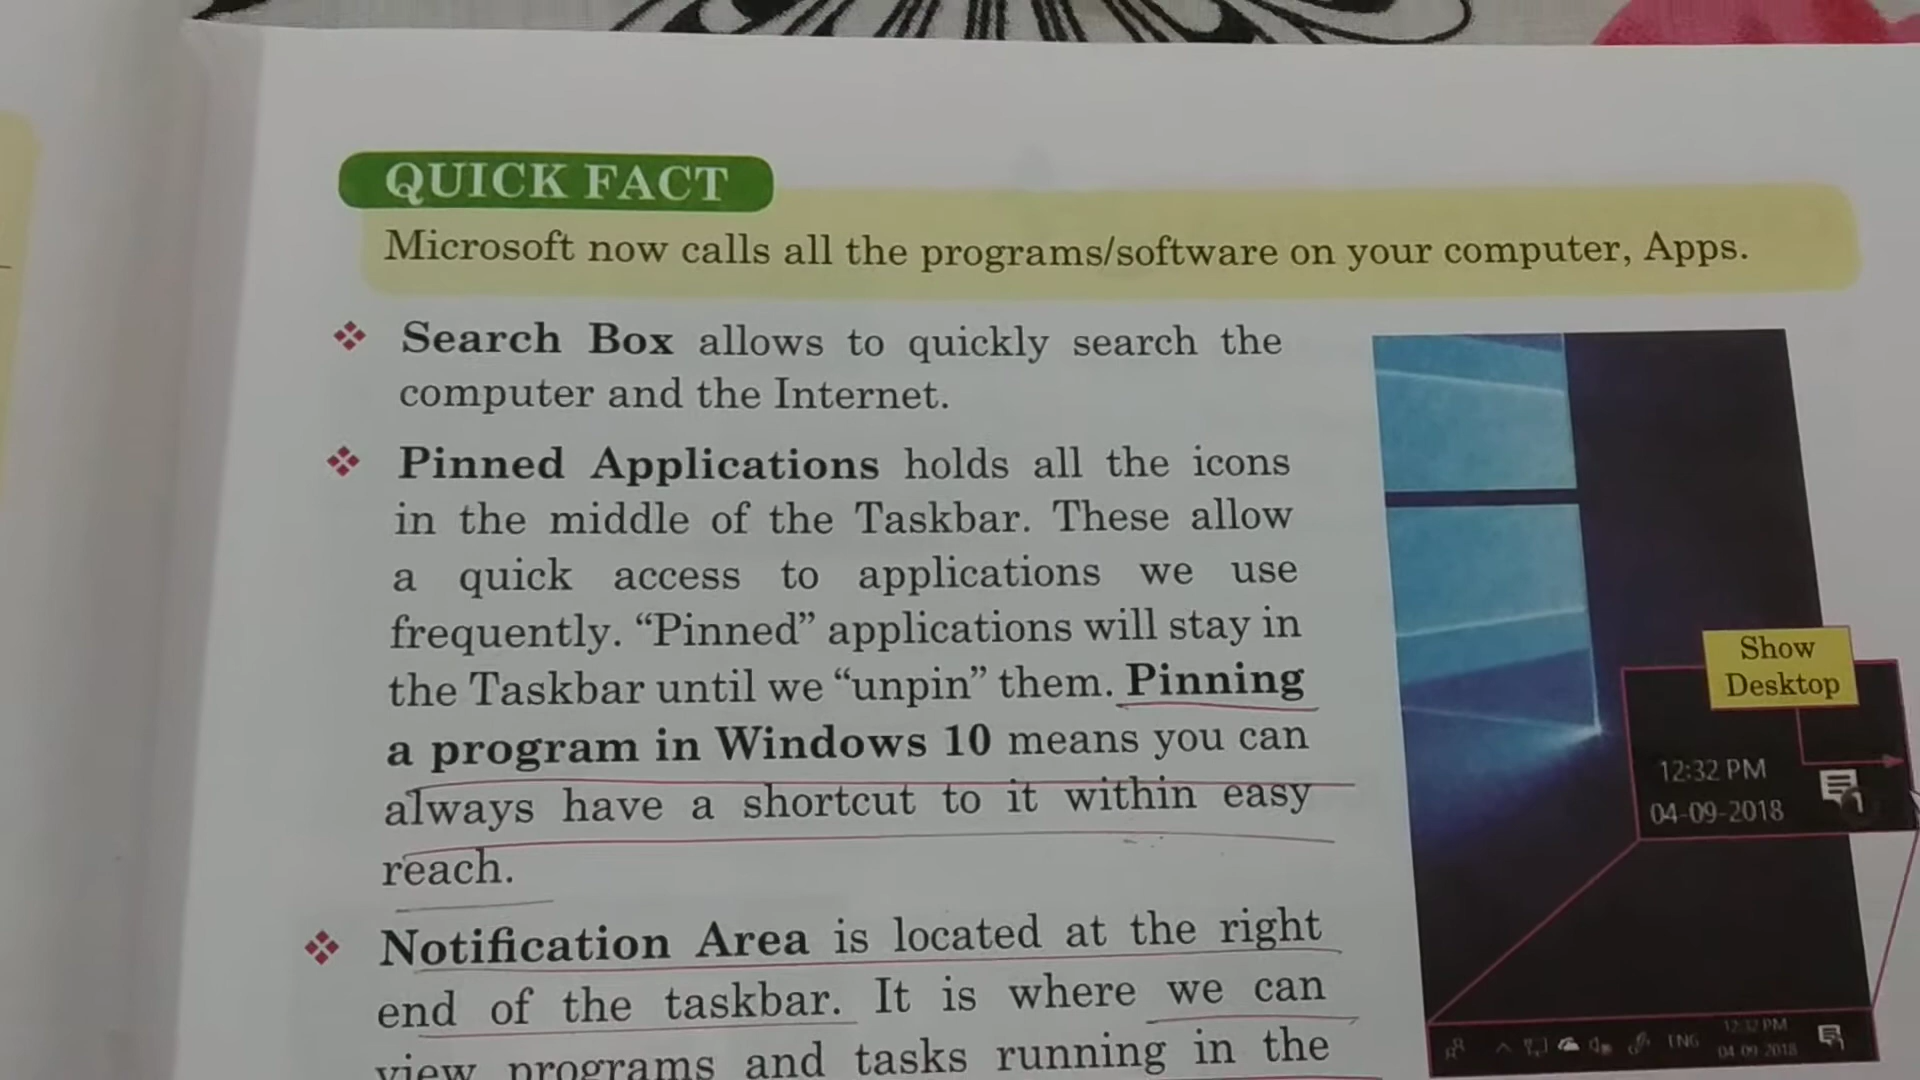 QUICK FACT
Microsoft now calls all the programs/software on your computer, Apps.
Search Box allows to quickly search the
computer and the Internet.
Pinned Applications holds all the icons
in the middle of the Taskbar. These allow
a quick access to applications we use
frequently. “Pinned” applications will stay in
the Taskbar until we “unpin” them. Pinning
a program in Windows 10 means you can
always have a shortcut to it within easy
reach.
Notification Area is located at the right
end of the taskbar. It is where we can
view programs and tasks running in the
Show
Desktop
12:32 PM
04-09-2018
1
ENG
12:32 PM
04-09-2018